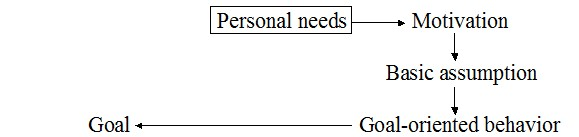 Personal needs Motivation
Basic assumption
Goal Goal-oriented behavior